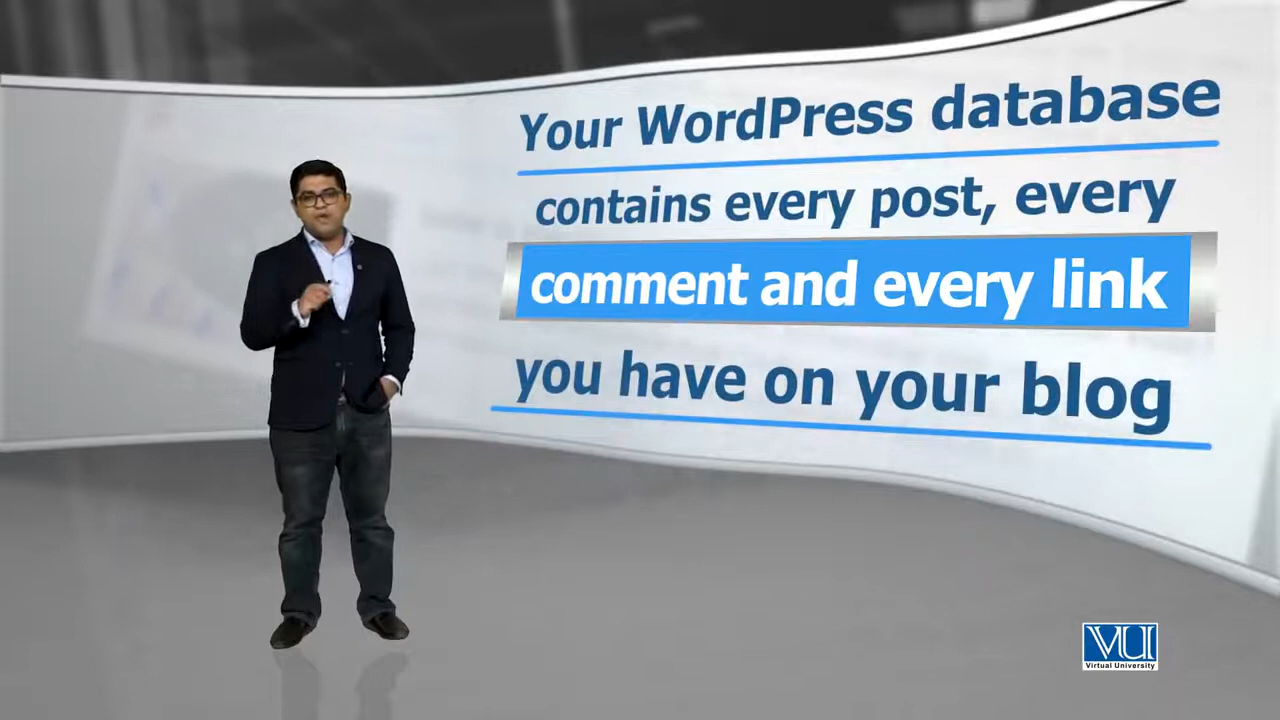 Your WordPress database
contains every post, every
comment and every link
you have on your blog
VU
Virtual University